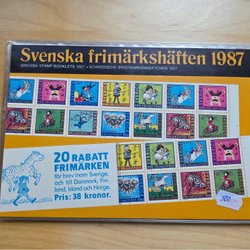 Svenska frimärkshäften 1987
SWEDISH STAMP BOOKLETS 1987 • SCHWEDISCHE BRIEFMARKENHEFTCHEN 1987
20 RABATT
FRIMÄRKEN
för brev inom Sverige,
och till Danmark, Fin-
land, Island och Norge.
Pris: 38 kronor.